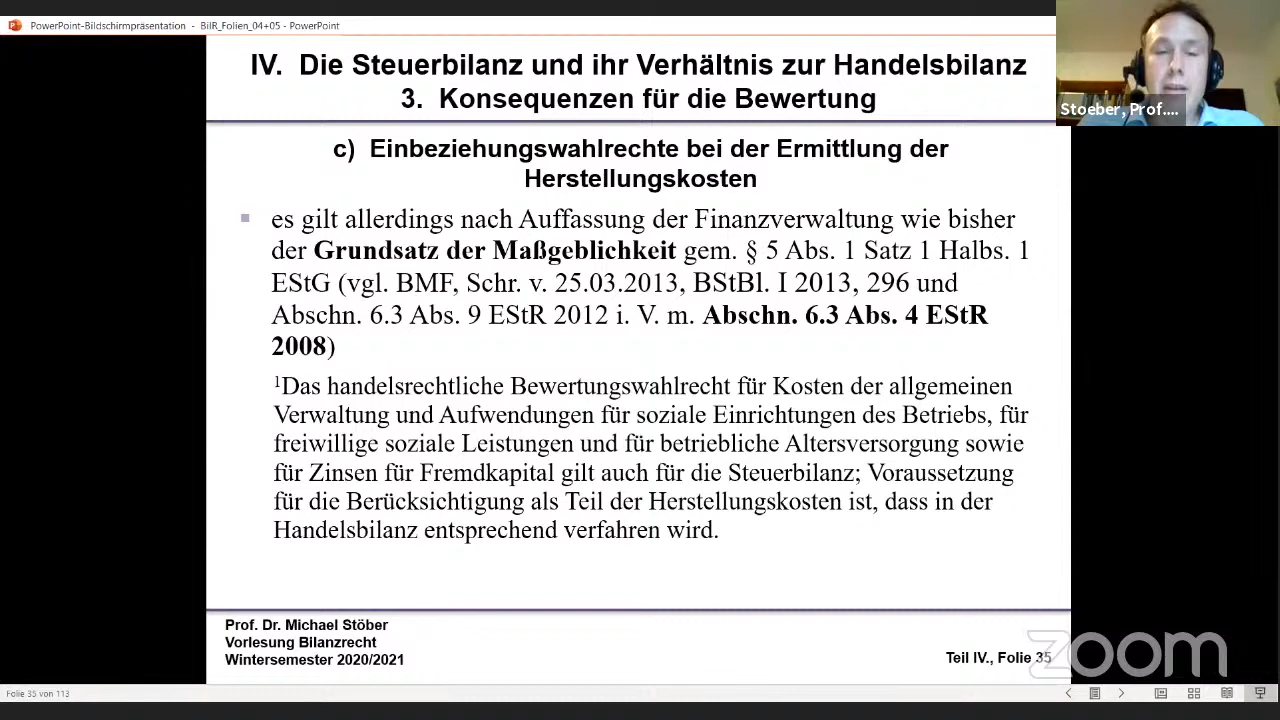 PowerPoint-Bildschirmpräsentation - BilR_Folien_04+05 - PowerPoint
Stoeber, Prof....
IV. Die Steuerbilanz und ihr Verhältnis zur Handelsbilanz
3. Konsequenzen für die Bewertung
c) Einbeziehungswahlrechte bei der Ermittlung der
Herstellungskosten
es gilt allerdings nach Auffassung der Finanzverwaltung wie bisher
der Grundsatz der Maßgeblichkeit gem. § 5 Abs. 1 Satz 1 Halbs. 1
EStG (vgl. BMF, Schr. v. 25.03.2013, BStBl. I 2013, 296 und
Abschn. 6.3 Abs. 9 EStR 2012 i. V. m. Abschn. 6.3 Abs. 4 EStR
2008)
¹Das handelsrechtliche Bewertungswahlrecht für Kosten der allgemeinen
Verwaltung und Aufwendungen für soziale Einrichtungen des Betriebs, für
freiwillige soziale Leistungen und für betriebliche Altersversorgung sowie
für Zinsen für Fremdkapital gilt auch für die Steuerbilanz; Voraussetzung
für die Berücksichtigung als Teil der Herstellungskosten ist, dass in der
Handelsbilanz entsprechend verfahren wird.
Prof. Dr. Michael Stöber
Vorlesung Bilanzrecht
Wintersemester 2020/2021
Teil IV., Folie 35
zoom
Folie 35 von 113